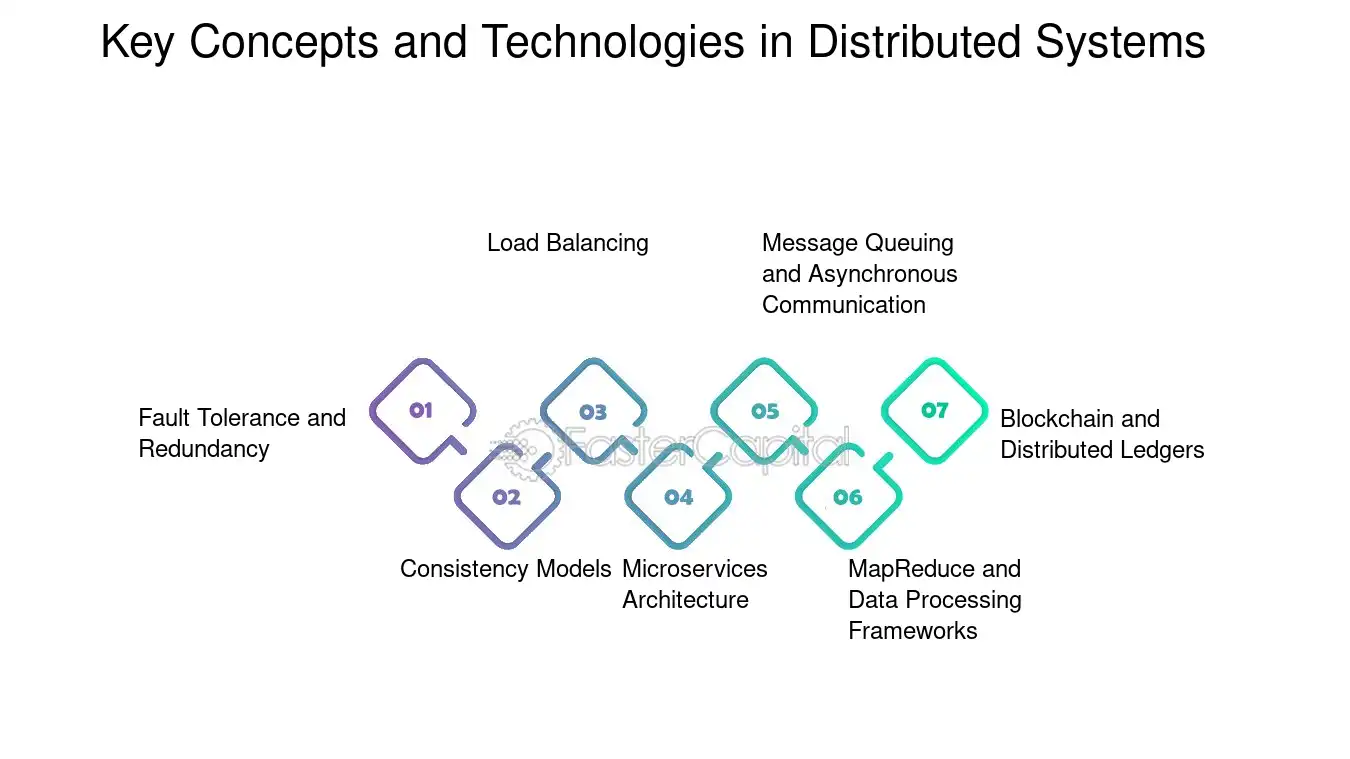 Key Concepts and Technologies in Distributed Systems
Load Balancing
Message Queuing
and Asynchronous
Communication
01
03
05
07
Fault Tolerance and
Redundancy
Blockchain and
Distributed Ledgers
FasterCapital
02
04
06
Consistency Models
Microservices
Architecture
MapReduce and
Data Processing
Frameworks